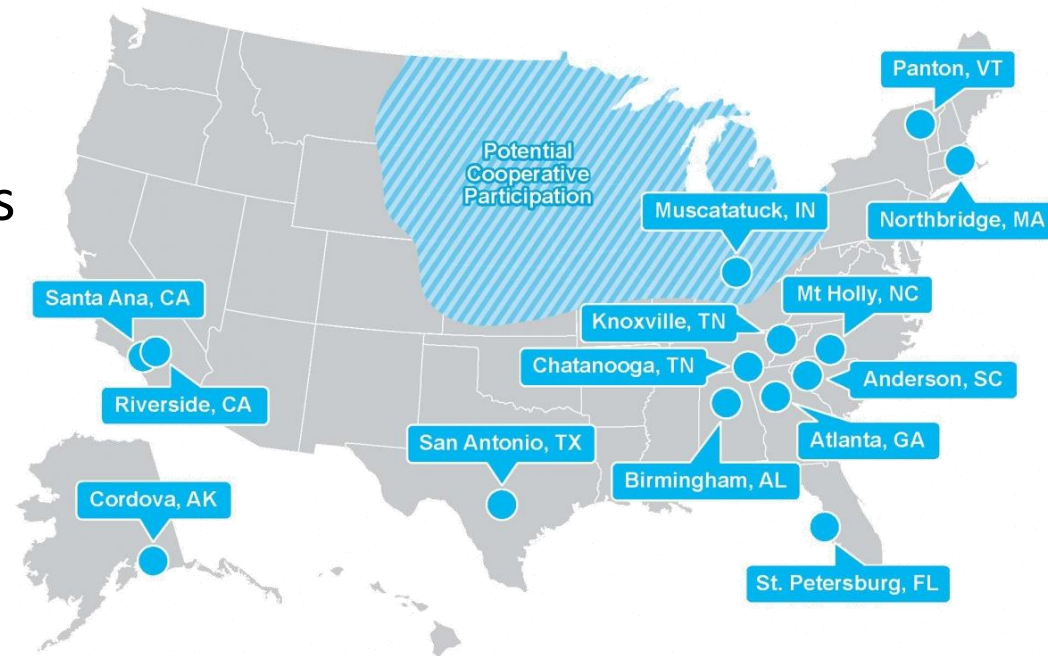 Panton, VT
Potential
Cooperative
Participation
s
Muscatatuck, IN
Northbridge, MA
Santa Ana, CA
Mt Holly, NC
Knoxville, TN
Chatanooga, TN
Anderson, SC
Riverside, CA
San Antonio, TX
Atlanta, GA
Birmingham, AL
Cordova, AK
St. Petersburg, FL